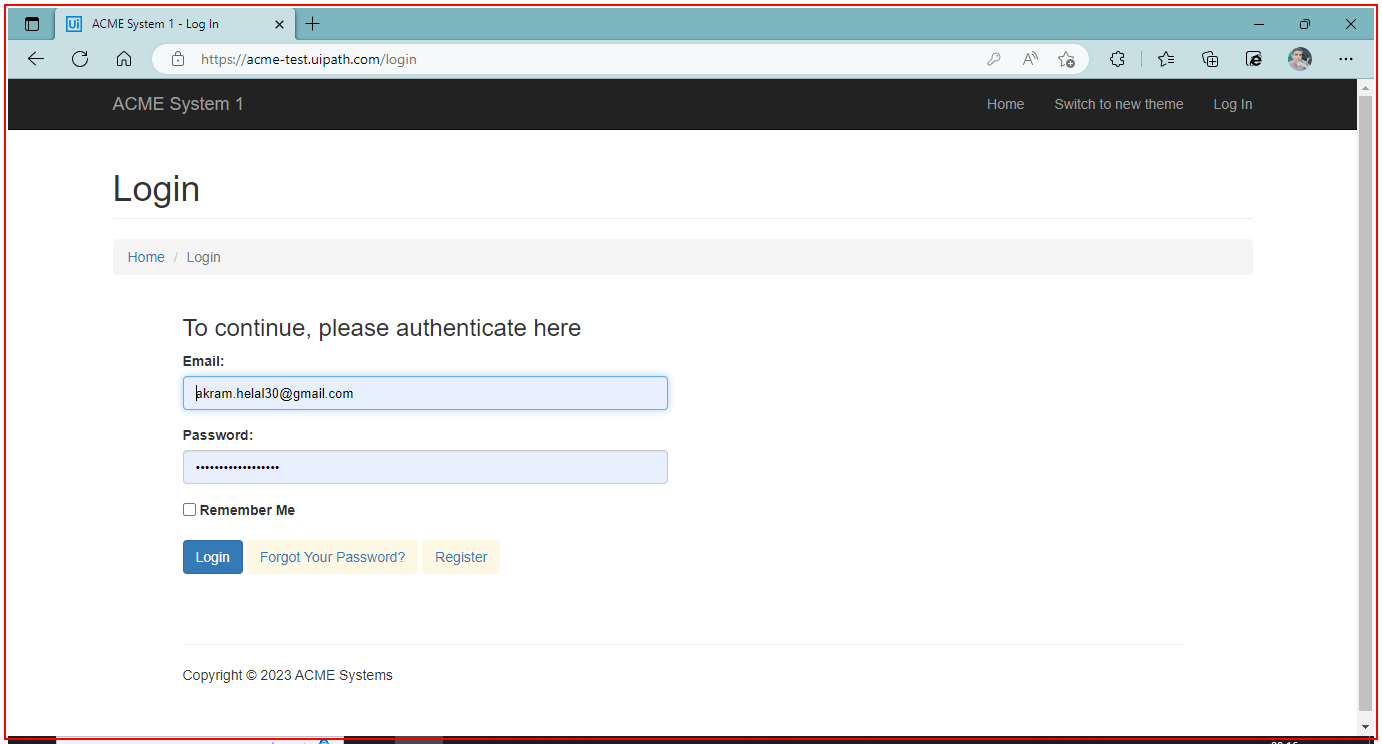 Ui ACME System 1 - Log In
https://acme-test.uipath.com/login
ACME System 1 Home Switch to new theme Log In
Login
Home / Login
To continue, please authenticate here
Email:
akram.helal30@gmail.com
Password:
••••••••••••••••••
Remember Me
Login Forgot Your Password? Register
Copyright © 2023 ACME Systems